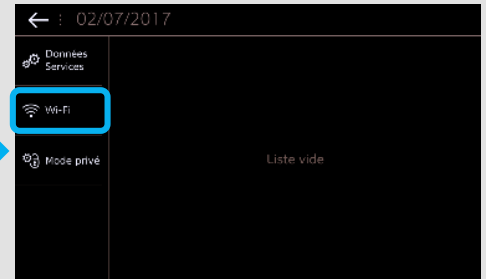 02/07/2017
Données
Services
Wi-Fi
Mode privé
Liste vide